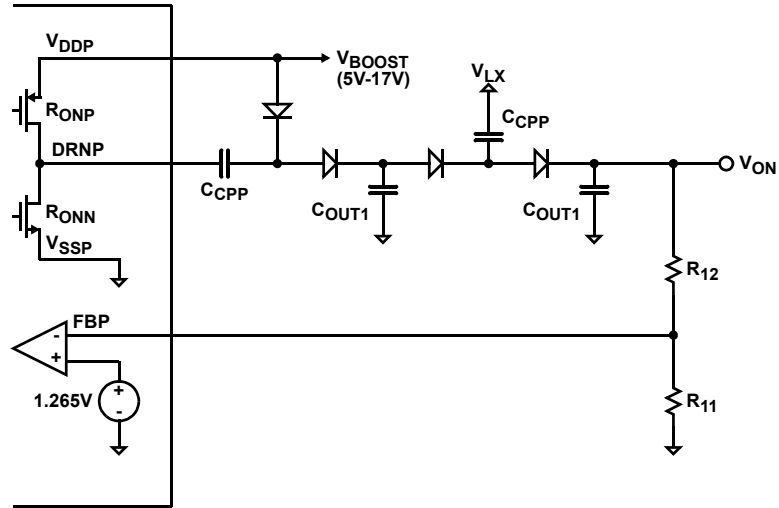 V_DDP
V_BOOST
(5V-17V)
V_LX
R_ONP
C_CPP
DRNP
V_ON
C_CPP
R_ONN
C_OUT1
C_OUT1
V_SSP
R_12
FBP
-
+
1.265V
+
-
R_11